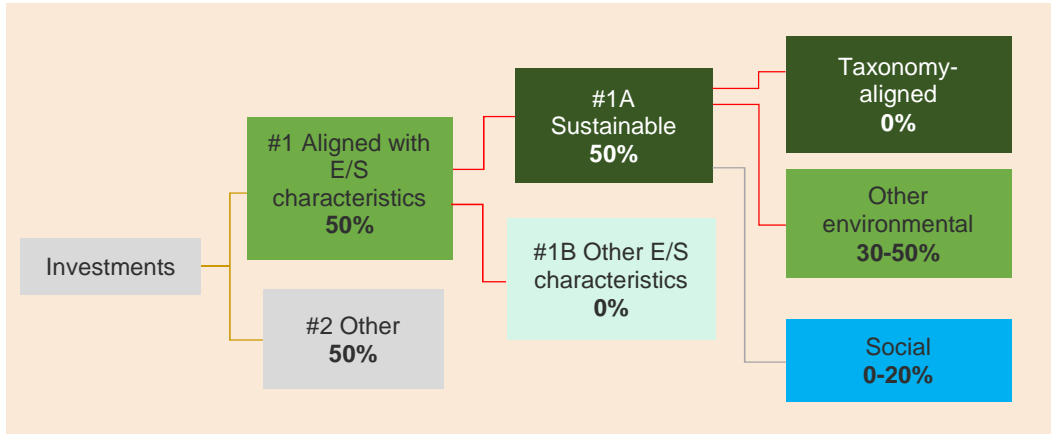 Investments
#1 Aligned with
E/S
characteristics
50%
#2 Other
50%
#1A
Sustainable
50%
#1B Other E/S
characteristics
0%
Taxonomy-
aligned
0%
Other
environmental
30-50%
Social
0-20%